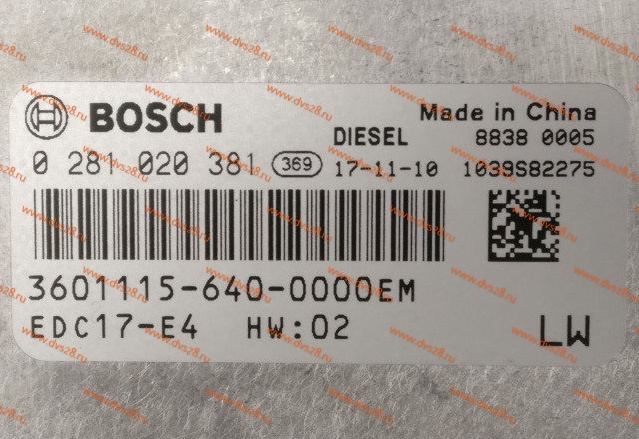 BOSCH
Made in China
DIESEL 8838 0005
0 281 020 381 369 17-11-10 1039S82275
3601115-640-0000EM
EDC17-E4 HW:02 LW
www.dvs28.ru